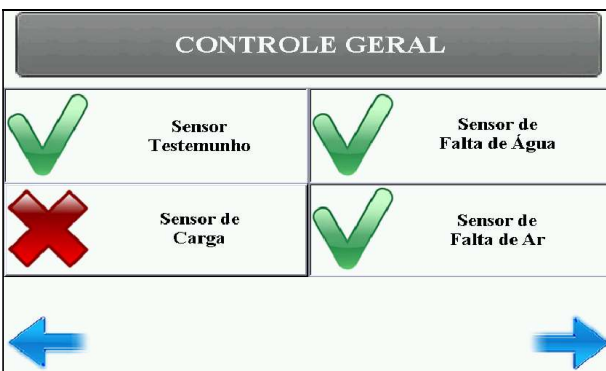 CONTROLE GERAL
Sensor
Testemunho
Sensor de
Falta de Água
Sensor de
Carga
Sensor de
Falta de Ar